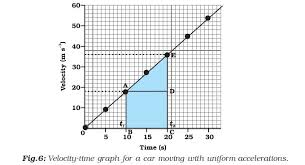 60
50
40
30
20
10
Velocity (m s⁻¹)
A
E
D
t₁
t₂
B
C
0 5 10 15 20 25 30
Time (s)
Fig.6: Velocity-time graph for a car moving with uniform accelerations.